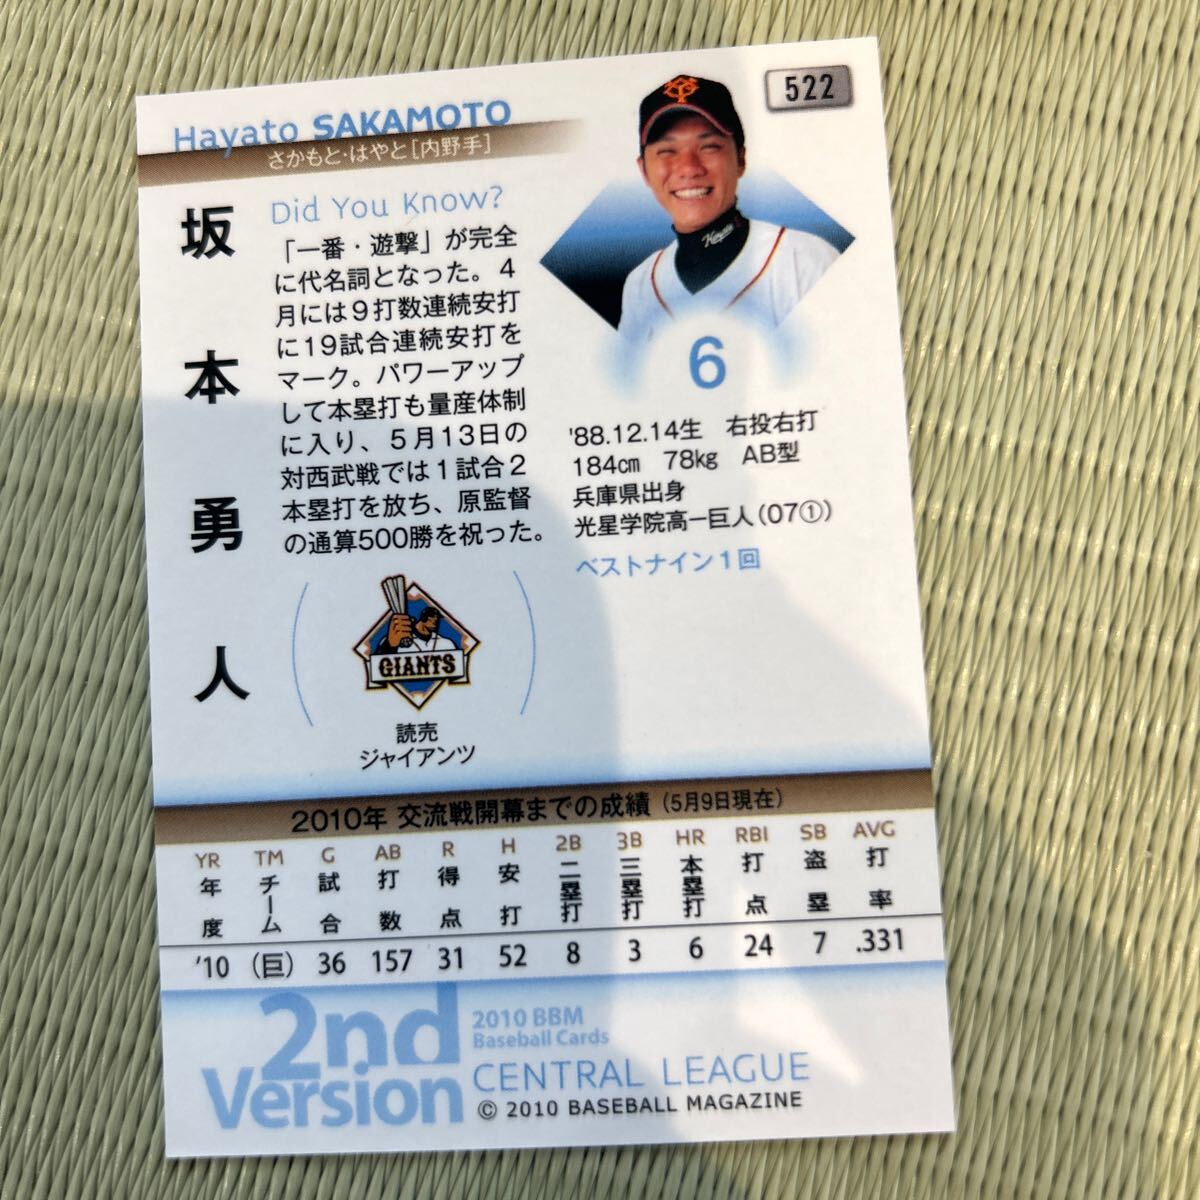 522
Hayato SAKAMOTO
さかもと・はやと[内野手]
坂本勇人
Did You Know?
「一番・遊撃」が完全
に代名詞となった。4
月には9打数連続安打
に19試合連続安打を
マーク。パワーアップ
して本塁打も量産体制
に入り、5月13日の
対西武戦では1試合2
本塁打を放ち、原監督
の通算500勝を祝った。
6
'88.12.14生 右投右打
184cm 78kg AB型
兵庫県出身
光星学院高―巨人(07①)
ベストナイン1回
GIANTS
読売
ジャイアンツ
2010年 交流戦開幕までの成績(5月9日現在)
YR TM G AB R H 2B 3B HR RBI SB AVG
年度 チーム 試合 打数 得点 安打 二塁打 三塁打 本塁打 打点 盗塁 打率
'10 (巨) 36 157 31 52 8 3 6 24 7 .331
2nd
Version
2010 BBM
Baseball Cards
CENTRAL LEAGUE
© 2010 BASEBALL MAGAZINE